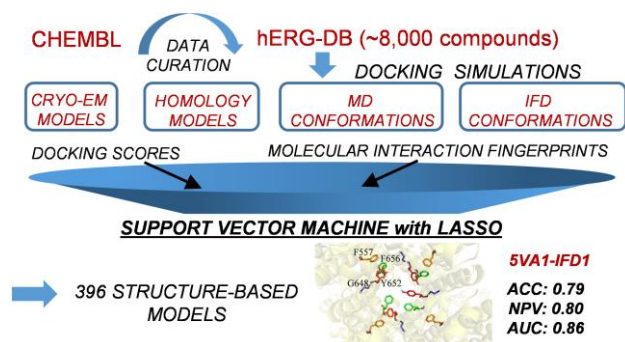 CHEMBL
DATA
CURATION
hERG-DB (~8,000 compounds)
DOCKING SIMULATIONS
CRYO-EM
MODELS
HOMOLOGY
MODELS
MD
CONFORMATIONS
IFD
CONFORMATIONS
DOCKING SCORES
MOLECULAR INTERACTION FINGERPRINTS
SUPPORT VECTOR MACHINE with LASSO
396 STRUCTURE-BASED
MODELS
F557
F656
G648
Y652
5VA1-IFD1
ACC: 0.79
NPV: 0.80
AUC: 0.86